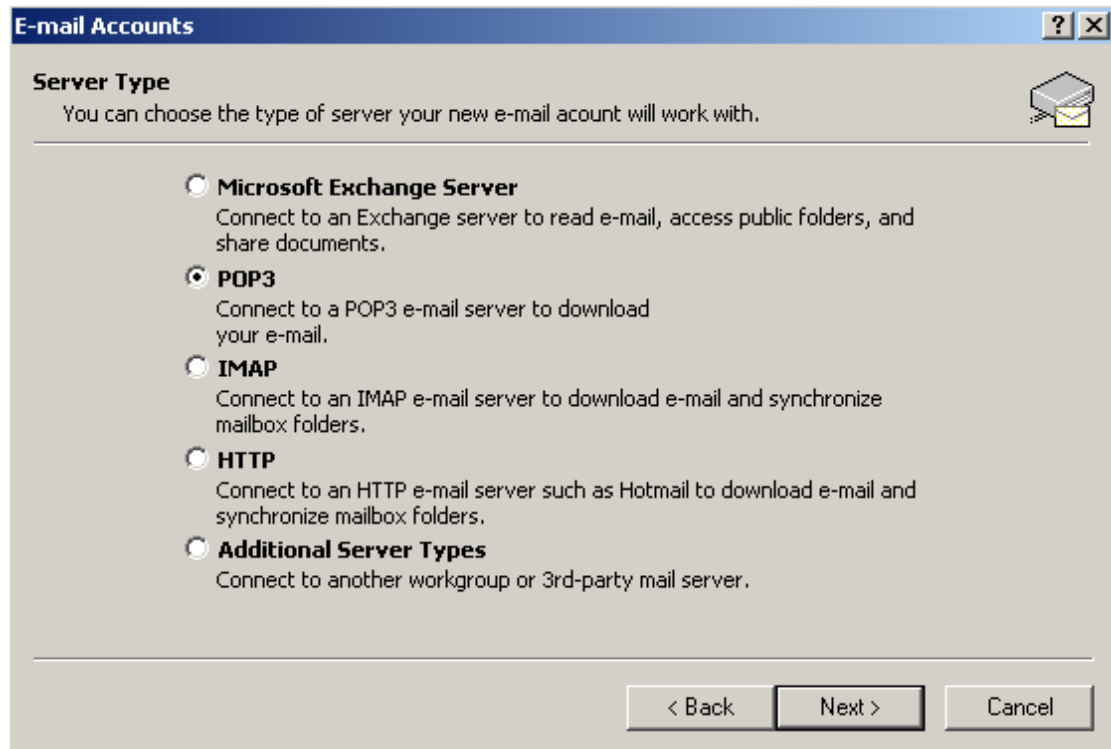 E-mail Accounts
Server Type
You can choose the type of server your new e-mail acount will work with.
Microsoft Exchange Server
Connect to an Exchange server to read e-mail, access public folders, and
share documents.
POP3
Connect to a POP3 e-mail server to download
your e-mail.
IMAP
Connect to an IMAP e-mail server to download e-mail and synchronize
mailbox folders.
HTTP
Connect to an HTTP e-mail server such as Hotmail to download e-mail and
synchronize mailbox folders.
Additional Server Types
Connect to another workgroup or 3rd-party mail server.
< Back Next > Cancel